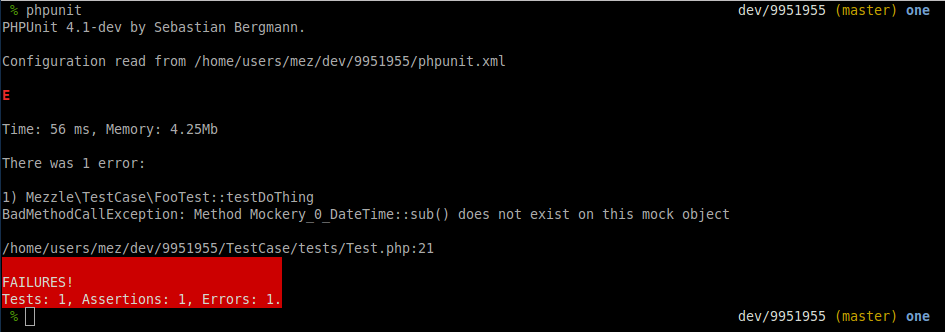 % phpunit dev/9951955 (master) one
PHPUnit 4.1-dev by Sebastian Bergmann.
Configuration read from /home/users/mez/dev/9951955/phpunit.xml
E
Time: 56 ms, Memory: 4.25Mb
There was 1 error:
1) Mezzle\TestCase\FooTest::testDoThing
BadMethodCallException: Method Mockery_0_DateTime::sub() does not exist on this mock object
/home/users/mez/dev/9951955/TestCase/tests/Test.php:21
FAILURES!
Tests: 1, Assertions: 1, Errors: 1.
% dev/9951955 (master) one